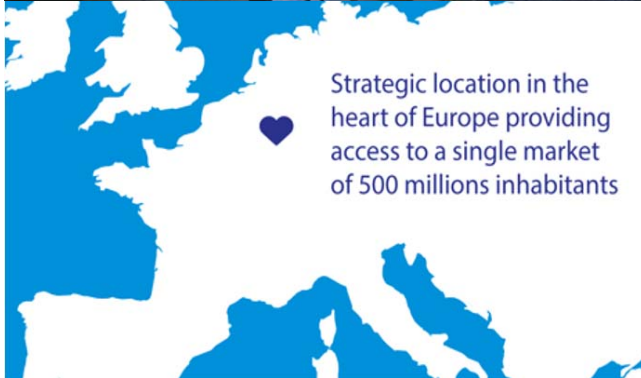 Strategic location in the
heart of Europe providing
access to a single market
of 500 millions inhabitants